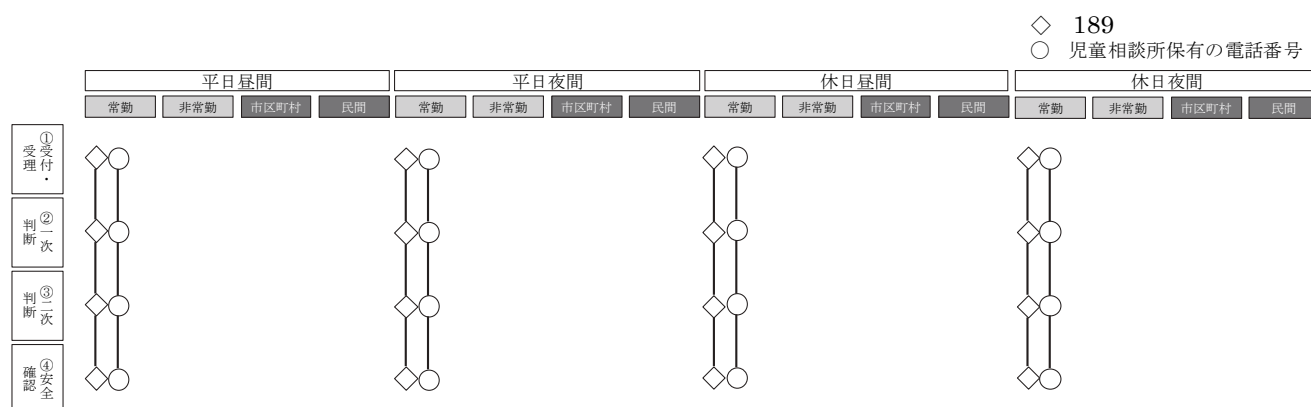 ◇ 189
○ 児童相談所保有の電話番号
平日昼間 平日夜間 休日昼間 休日夜間
常勤 非常勤 市区町村 民間 常勤 非常勤 市区町村 民間 常勤 非常勤 市区町村 民間 常勤 非常勤 市区町村 民間
①受付・
受理
②一次
判断
③二次
判断
④安全
確認